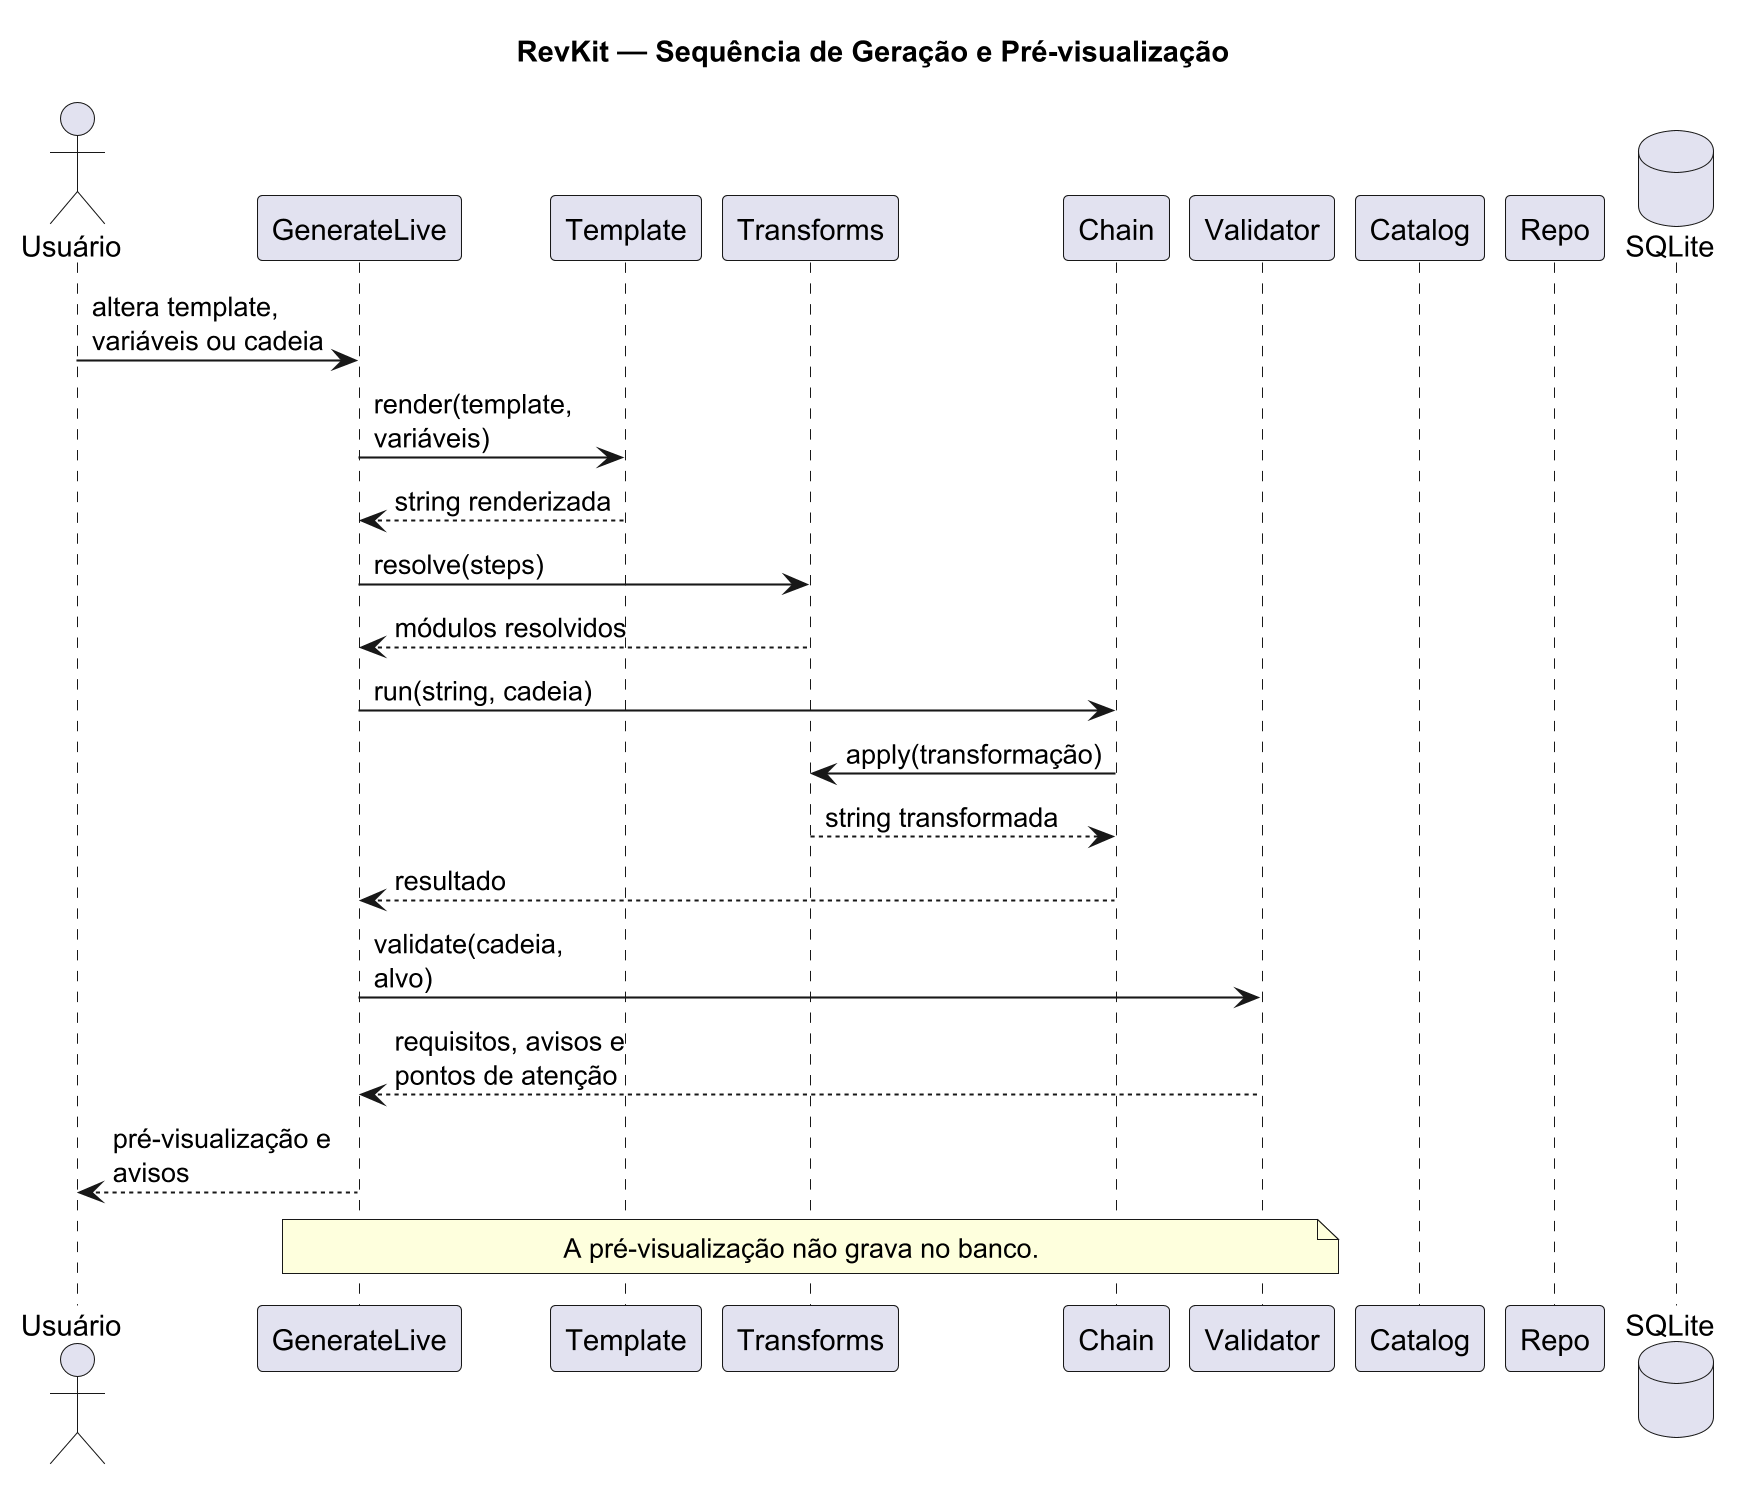 RevKit — Sequência de Geração e Pré-visualização
Usuário
GenerateLive
Template
Transforms
Chain
Validator
Catalog
Repo
SQLite
altera template,
variáveis ou cadeia
render(template,
variáveis)
string renderizada
resolve(steps)
módulos resolvidos
run(string, cadeia)
apply(transformação)
string transformada
resultado
validate(cadeia,
alvo)
requisitos, avisos e
pontos de atenção
pré-visualização e
avisos
A pré-visualização não grava no banco.
Usuário
GenerateLive
Template
Transforms
Chain
Validator
Catalog
Repo
SQLite